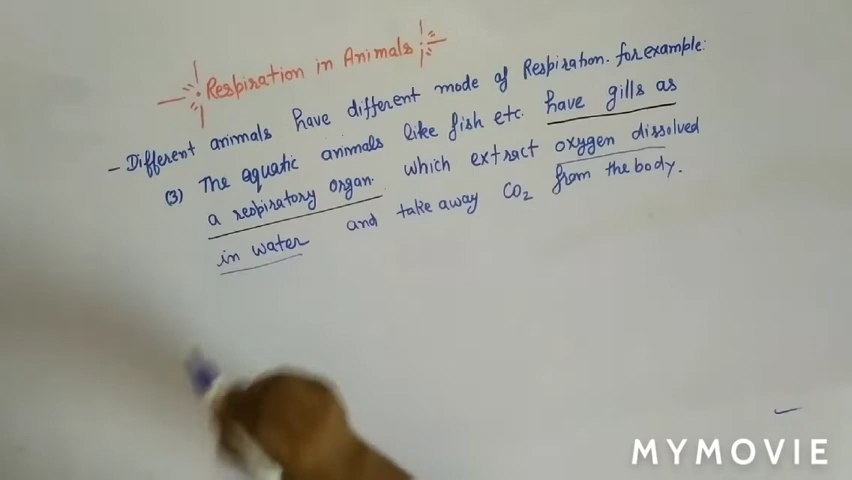 Respiration in Animals
- Different animals have different mode of Respiration. for example:
(3) The aquatic animals like fish etc. have gills as
a respiratory organ. which extract oxygen dissolved
in water and take away CO2 from the body.
MYMOVIE